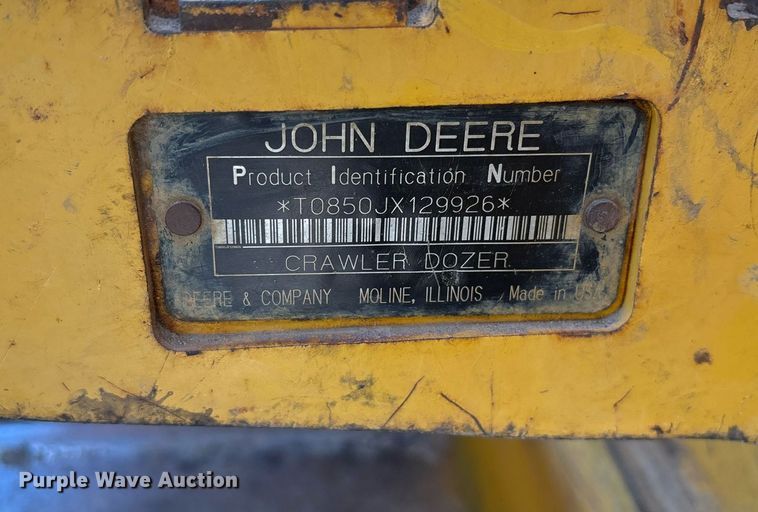 JOHN DEERE
Product Identification Number
*T0850JX129926*
CRAWLER DOZER
DEERE & COMPANY MOLINE, ILLINOIS Made in USA
Purple Wave Auction